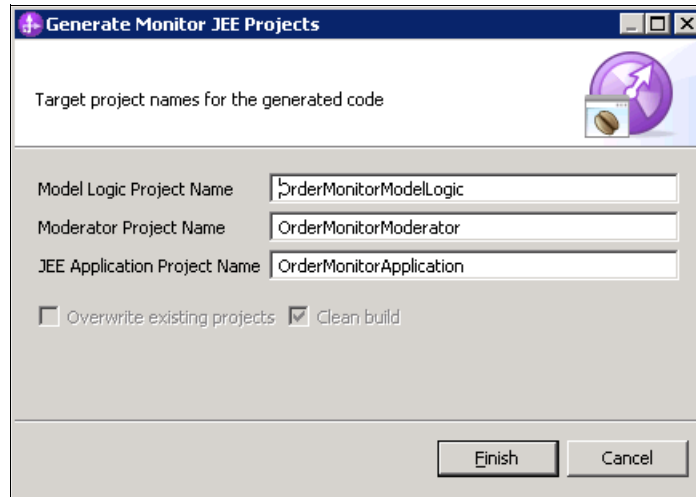 Generate Monitor JEE Projects
Target project names for the generated code
Model Logic Project Name OrderMonitorModelLogic
Moderator Project Name OrderMonitorModerator
JEE Application Project Name OrderMonitorApplication
Overwrite existing projects Clean build
Finish Cancel